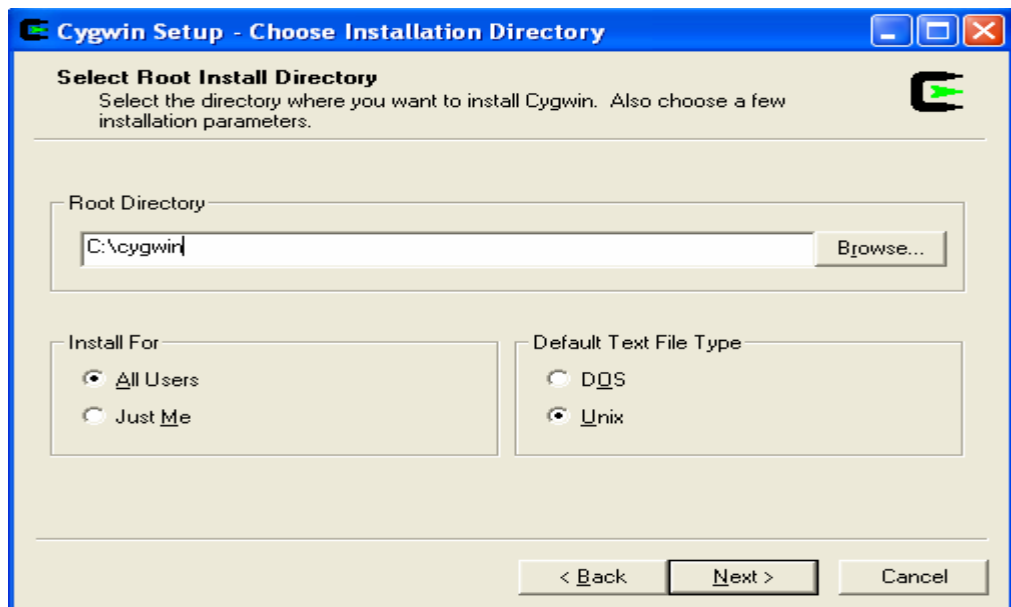 Cygwin Setup - Choose Installation Directory
Select Root Install Directory
Select the directory where you want to install Cygwin.  Also choose a few
installation parameters.
Root Directory
C:\cygwin
Browse...
Install For
All Users
Just Me
Default Text File Type
DOS
Unix
< Back
Next >
Cancel